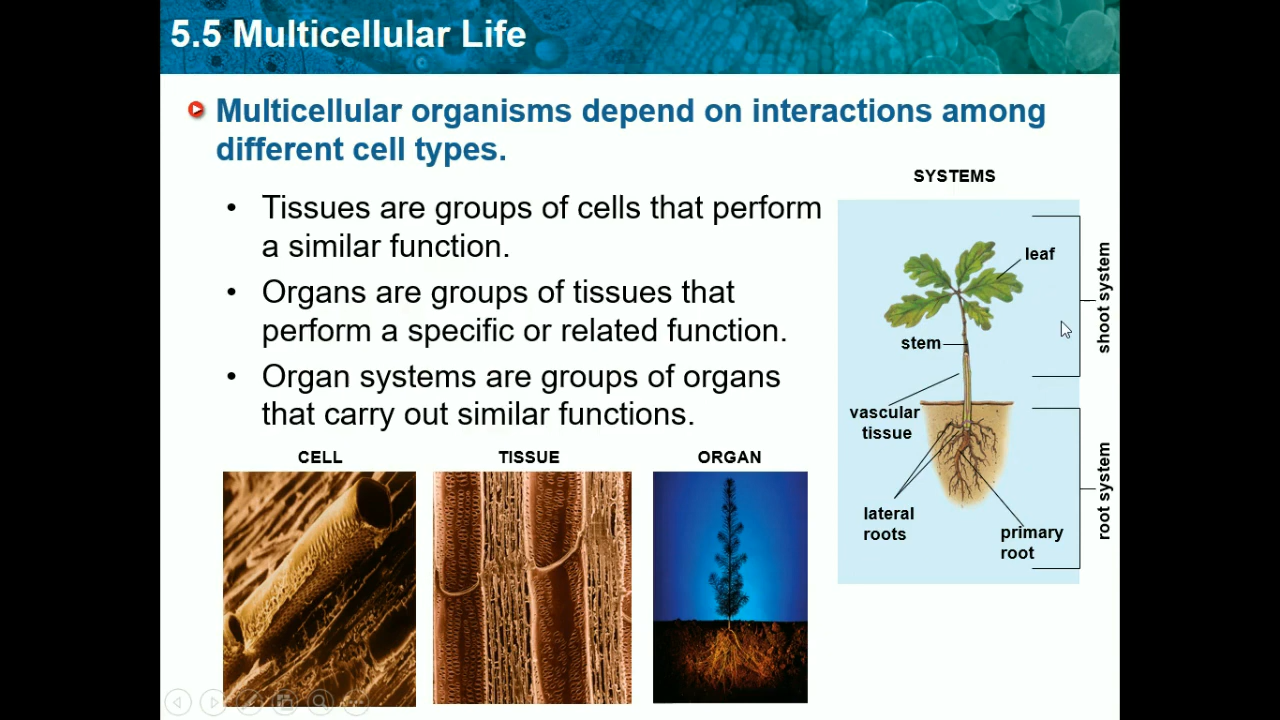 5.5 Multicellular Life
Multicellular organisms depend on interactions among
different cell types.
• Tissues are groups of cells that perform
a similar function.
• Organs are groups of tissues that
perform a specific or related function.
• Organ systems are groups of organs
that carry out similar functions.
CELL
TISSUE
ORGAN
SYSTEMS
leaf
stem
vascular
tissue
lateral
roots
primary
root
shoot system
root system